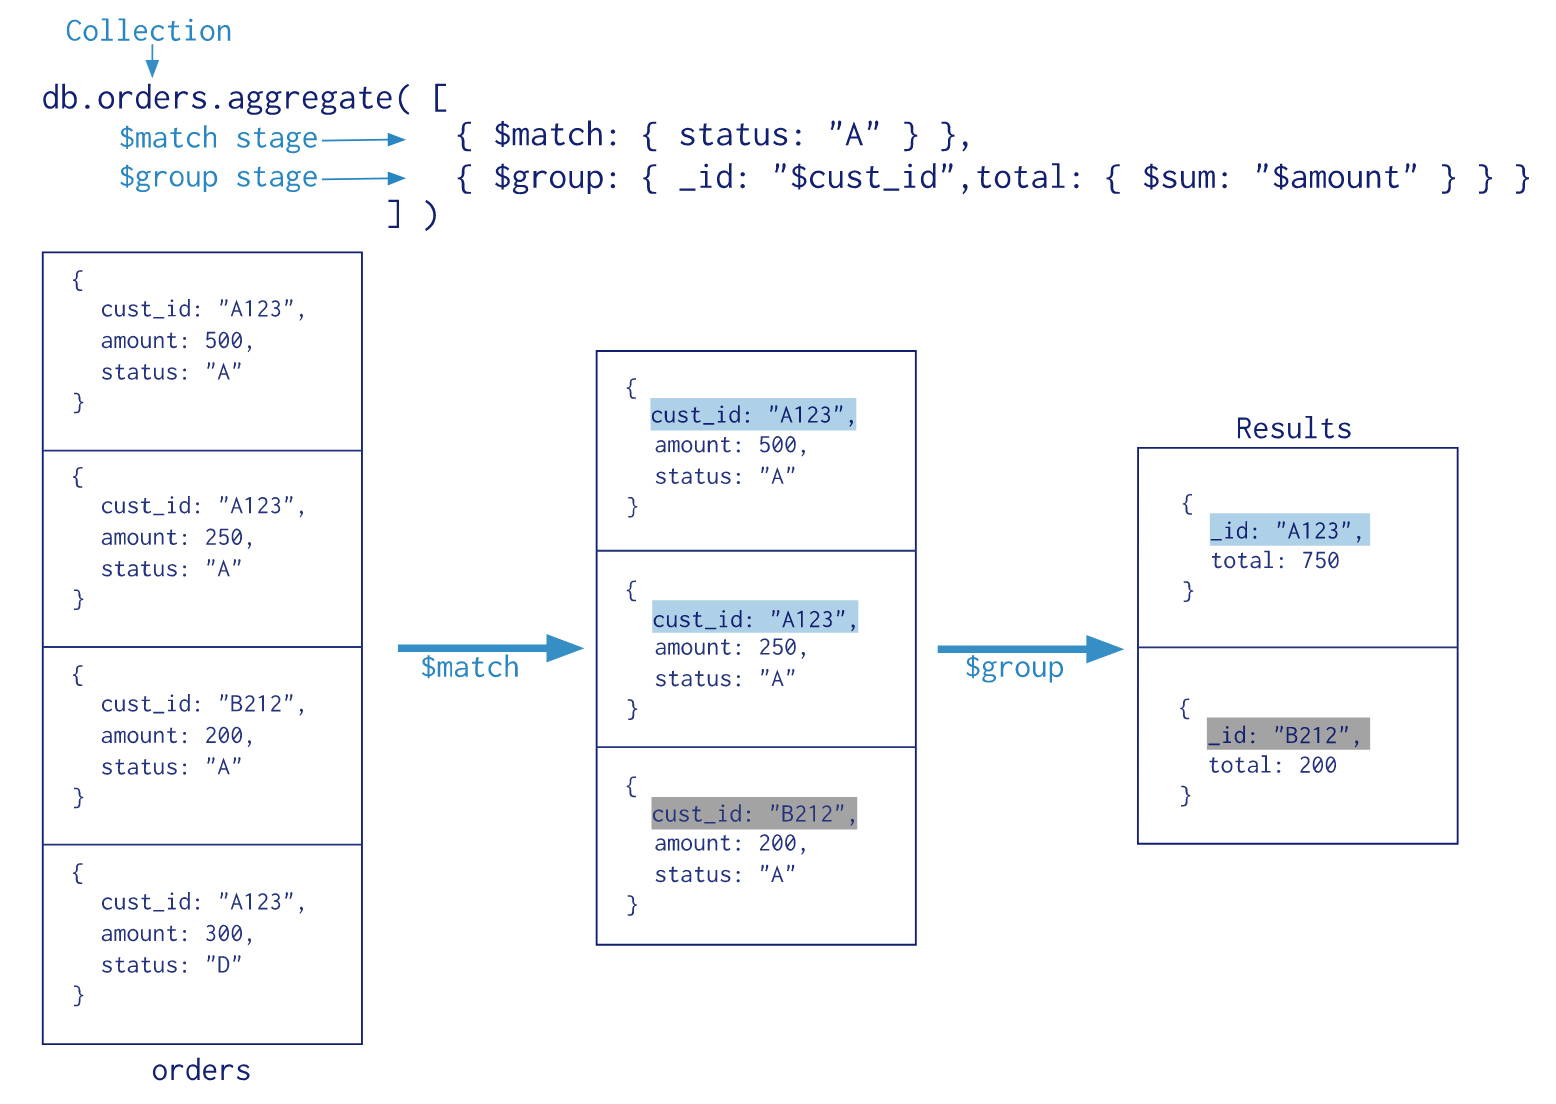 Collection
db.orders.aggregate( [
$match stage
{ $match: { status: "A" } },
$group stage
{ $group: { _id: "$cust_id",total: { $sum: "$amount" } } }
] )
{
cust_id: "A123",
amount: 500,
status: "A"
}
{
cust_id: "A123",
amount: 250,
status: "A"
}
{
cust_id: "B212",
amount: 200,
status: "A"
}
{
cust_id: "A123",
amount: 300,
status: "D"
}
orders
$match
{
cust_id: "A123",
amount: 500,
status: "A"
}
{
cust_id: "A123",
amount: 250,
status: "A"
}
{
cust_id: "B212",
amount: 200,
status: "A"
}
$group
Results
{
_id: "A123",
total: 750
}
{
_id: "B212",
total: 200
}